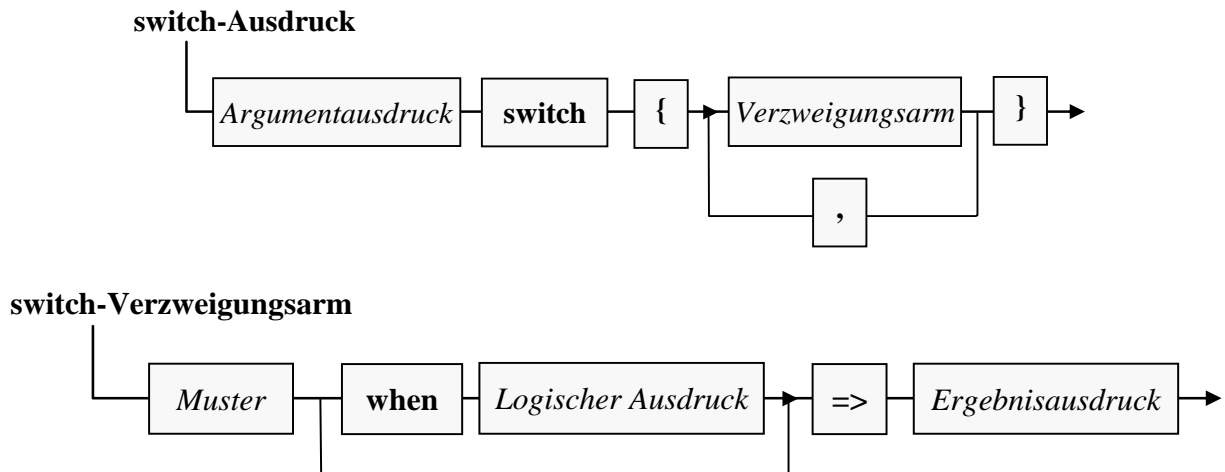 switch-Ausdruck
Argumentausdruck switch { Verzweigungsarm }
,
switch-Verzweigungsarm
Muster when Logischer Ausdruck => Ergebnisausdruck